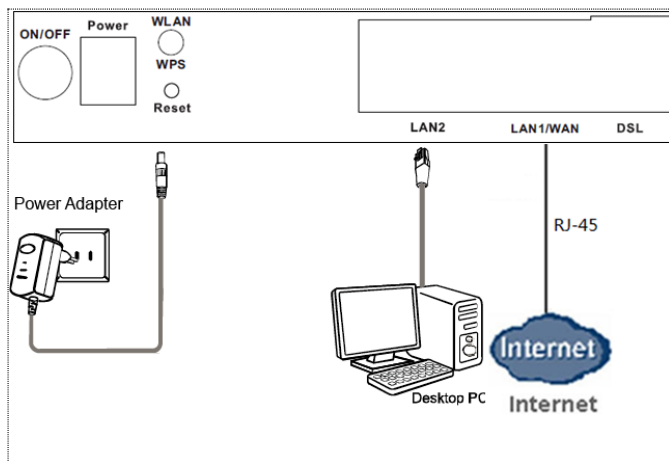 ON/OFF
Power
WLAN
WPS
Reset
LAN2
LAN1/WAN
DSL
Power Adapter
RJ-45
Desktop PC
Internet
Internet